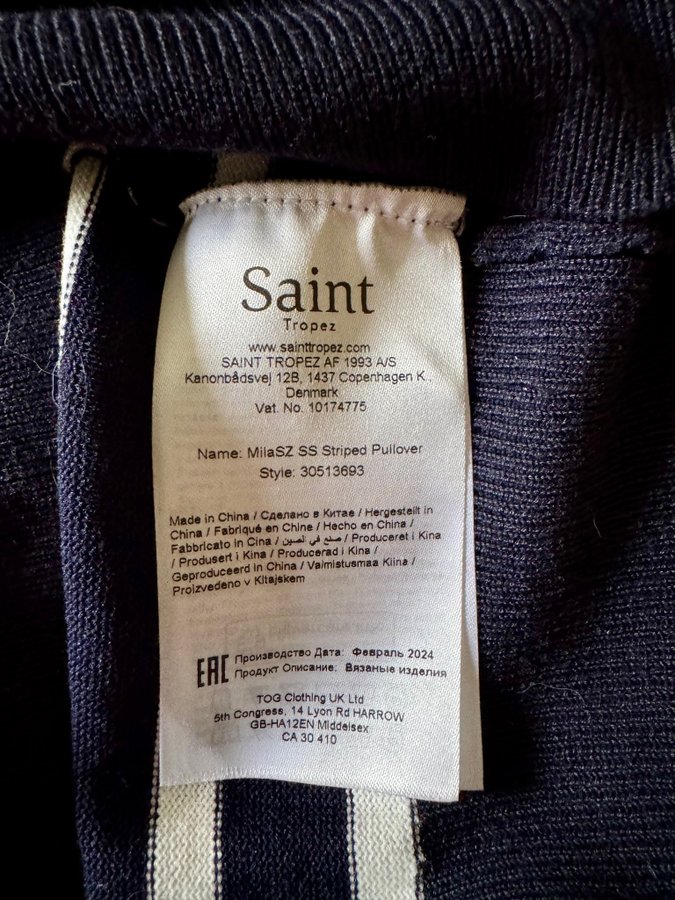 Saint
Tropez
www.sainttropez.com
SAINT TROPEZ AF 1993 A/S
Kanonbådsvej 12B, 1437 Copenhagen K.,
Denmark
Vat. No. 10174775
Name: MilaSZ SS Striped Pullover
Style: 30513693
Made in China / Сделано в Китае / Hergestellt in
China / Fabriqué en Chine / Hecho en China /
Fabbricato in Cina / صنع في الصين / Produceret i Kina
/ Produsert i Kina / Producerad i Kina /
Geproduceerd in China / Valmistusmaa Kiina /
Proizvedeno v Kitajskem
EAC Производство Дата: Февраль 2024
Продукт Описание: Вязаные изделия
TOG Clothing UK Ltd
5th Congress, 14 Lyon Rd HARROW
GB-HA12EN Middelsex
CA 30 410